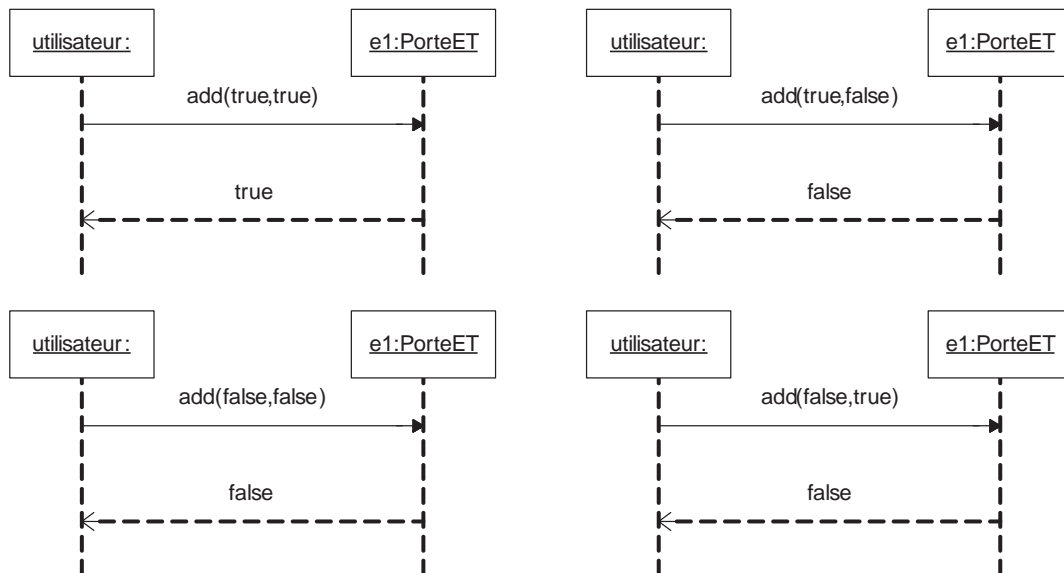 utilisateur:
e1:PorteET
add(true,true)
true
utilisateur:
e1:PorteET
add(true,false)
false
utilisateur:
e1:PorteET
add(false,false)
false
utilisateur:
e1:PorteET
add(false,true)
false